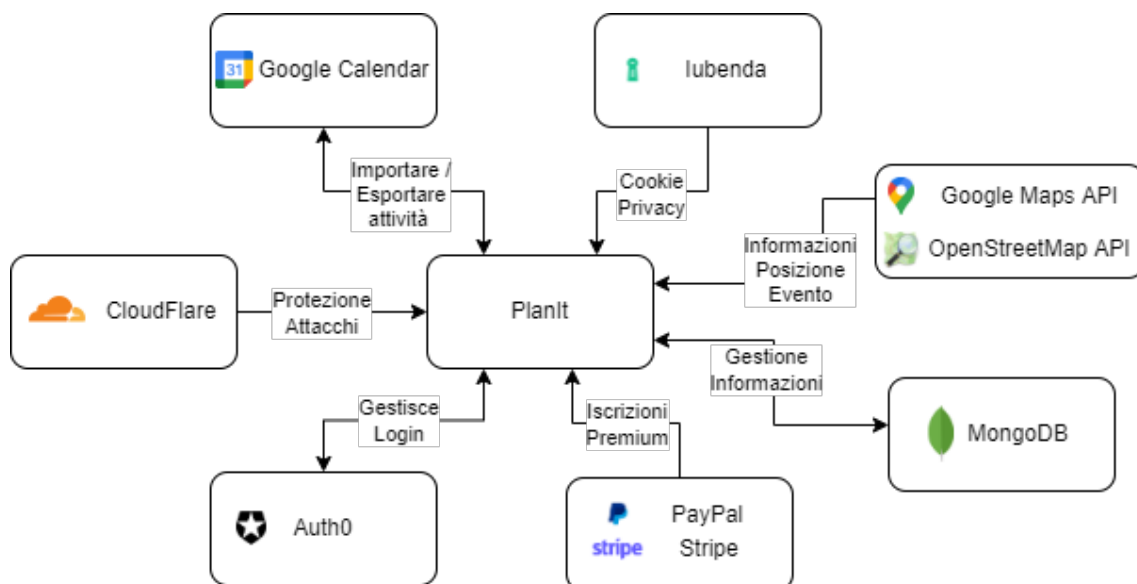 31
Google Calendar
Iubenda
Importare /
Esportare
attività
Cookie
Privacy
Google Maps API
OpenStreetMap API
Informazioni
Posizione
Evento
CloudFlare
Protezione
Attacchi
PlanIt
Gestione
Informazioni
Gestisce
Login
Iscrizioni
Premium
MongoDB
Auth0
PayPal
stripe
Stripe